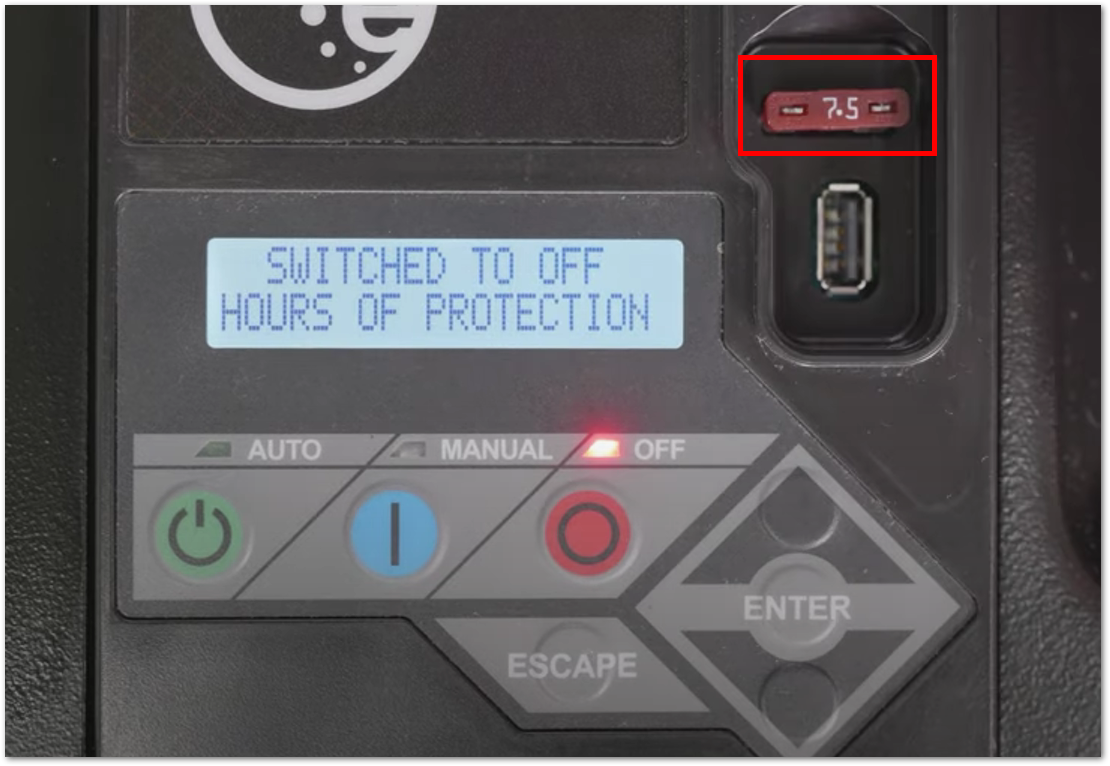 7.5
SWITCHED TO OFF
HOURS OF PROTECTION
AUTO
MANUAL
OFF
ENTER
ESCAPE